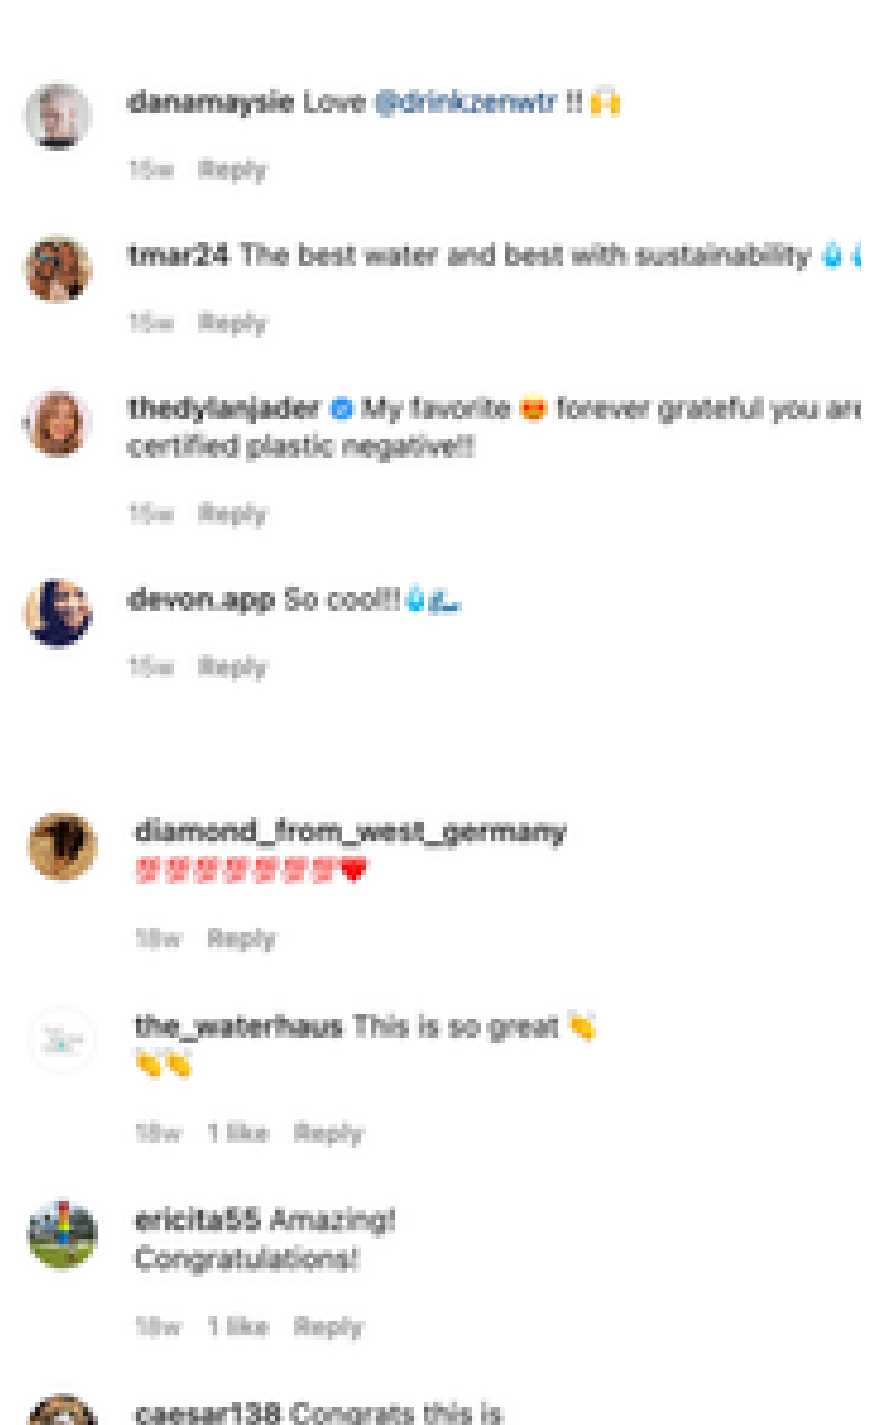 danamaysie Love @drinkzenwtr !! 🙌
15w Reply
tmar24 The best water and best with sustainability 💧💧
15w Reply
thedylanjader My favorite 😍 forever grateful you are
certified plastic negative!!
15w Reply
devon.app So cool!!💧🌊
15w Reply
diamond_from_west_germany
💯💯💯💯💯💯💯❤️
18w Reply
the_waterhaus This is so great 👏
👏👏
18w 1 like Reply
ericita55 Amazing!
Congratulations!
18w 1 like Reply
caesar138 Congrats this is